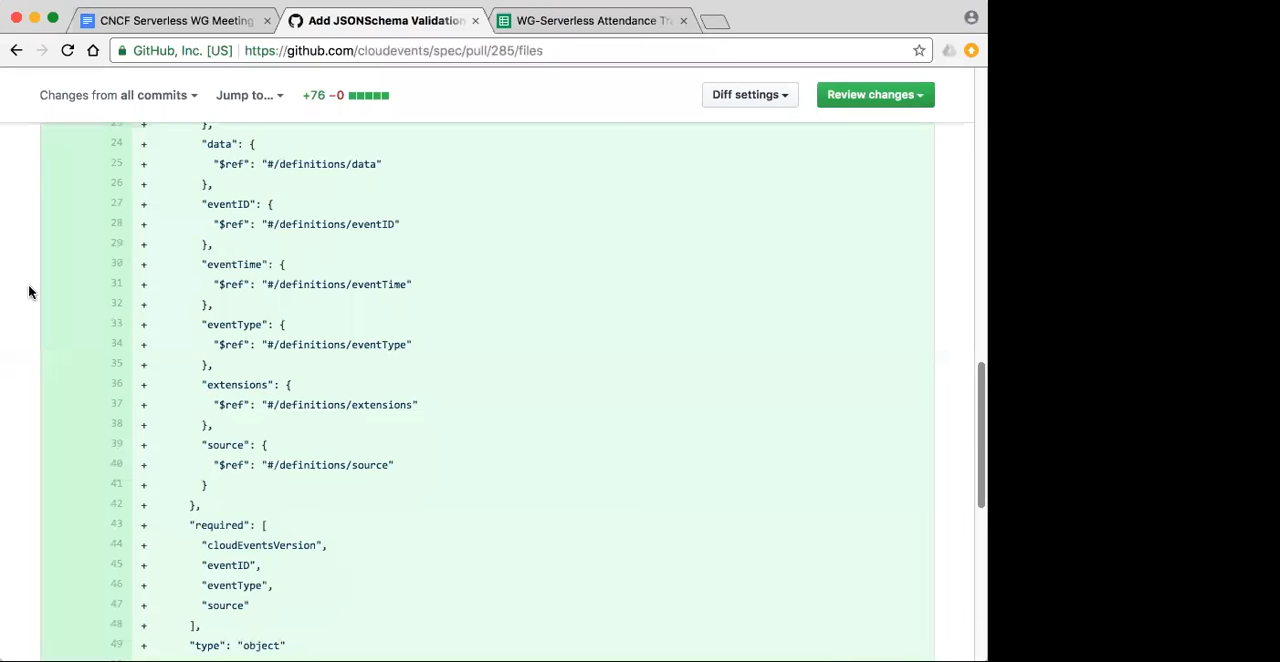 CNCF Serverless WG Meeting
Add JSONSchema Validation
WG-Serverless Attendance Tr
GitHub, Inc. [US]
https://github.com/cloudevents/spec/pull/285/files
Changes from all commits
Jump to...
+76 −0
Diff settings
Review changes
23 + },
24 + "data": {
25 + "$ref": "#/definitions/data"
26 + },
27 + "eventID": {
28 + "$ref": "#/definitions/eventID"
29 + },
30 + "eventTime": {
31 + "$ref": "#/definitions/eventTime"
32 + },
33 + "eventType": {
34 + "$ref": "#/definitions/eventType"
35 + },
36 + "extensions": {
37 + "$ref": "#/definitions/extensions"
38 + },
39 + "source": {
40 + "$ref": "#/definitions/source"
41 + }
42 + },
43 + "required": [
44 + "cloudEventsVersion",
45 + "eventID",
46 + "eventType",
47 + "source"
48 + ],
49 + "type": "object"